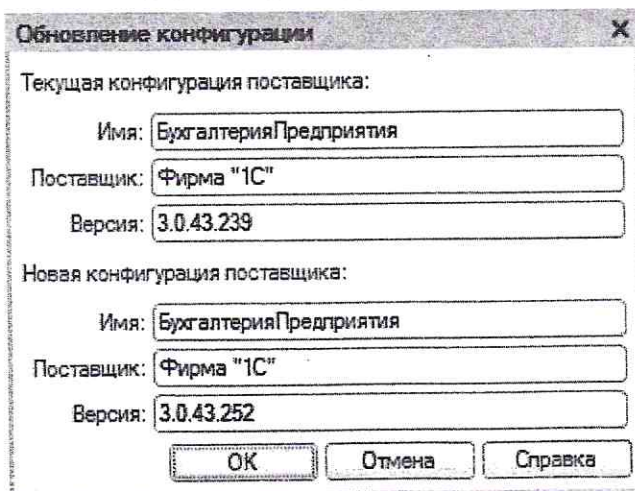 Обновление конфигурации
Текущая конфигурация поставщика:
Имя: БухгалтерияПредприятия
Поставщик: Фирма "1С"
Версия: 3.0.43.239
Новая конфигурация поставщика:
Имя: БухгалтерияПредприятия
Поставщик: Фирма "1С"
Версия: 3.0.43.252
ОК Отмена Справка